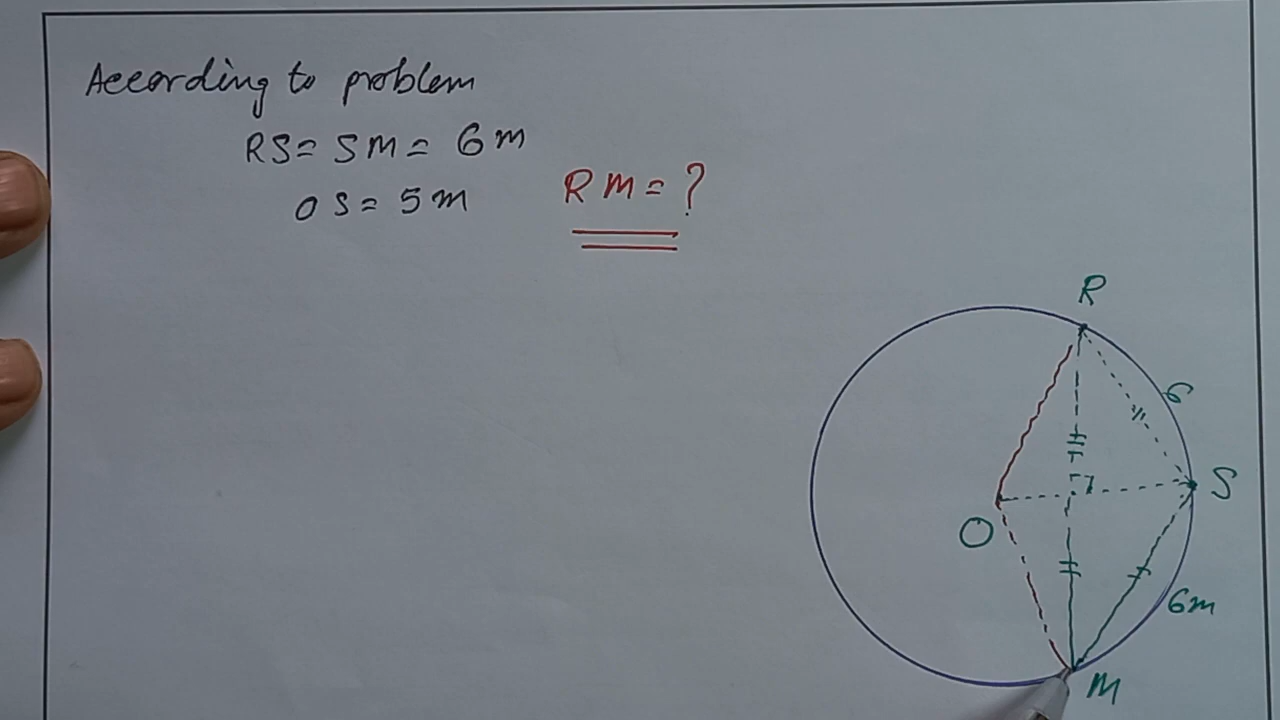 According to problem
RS = SM = 6m
OS = 5m
RM = ?
R
6
S
O
6m
M